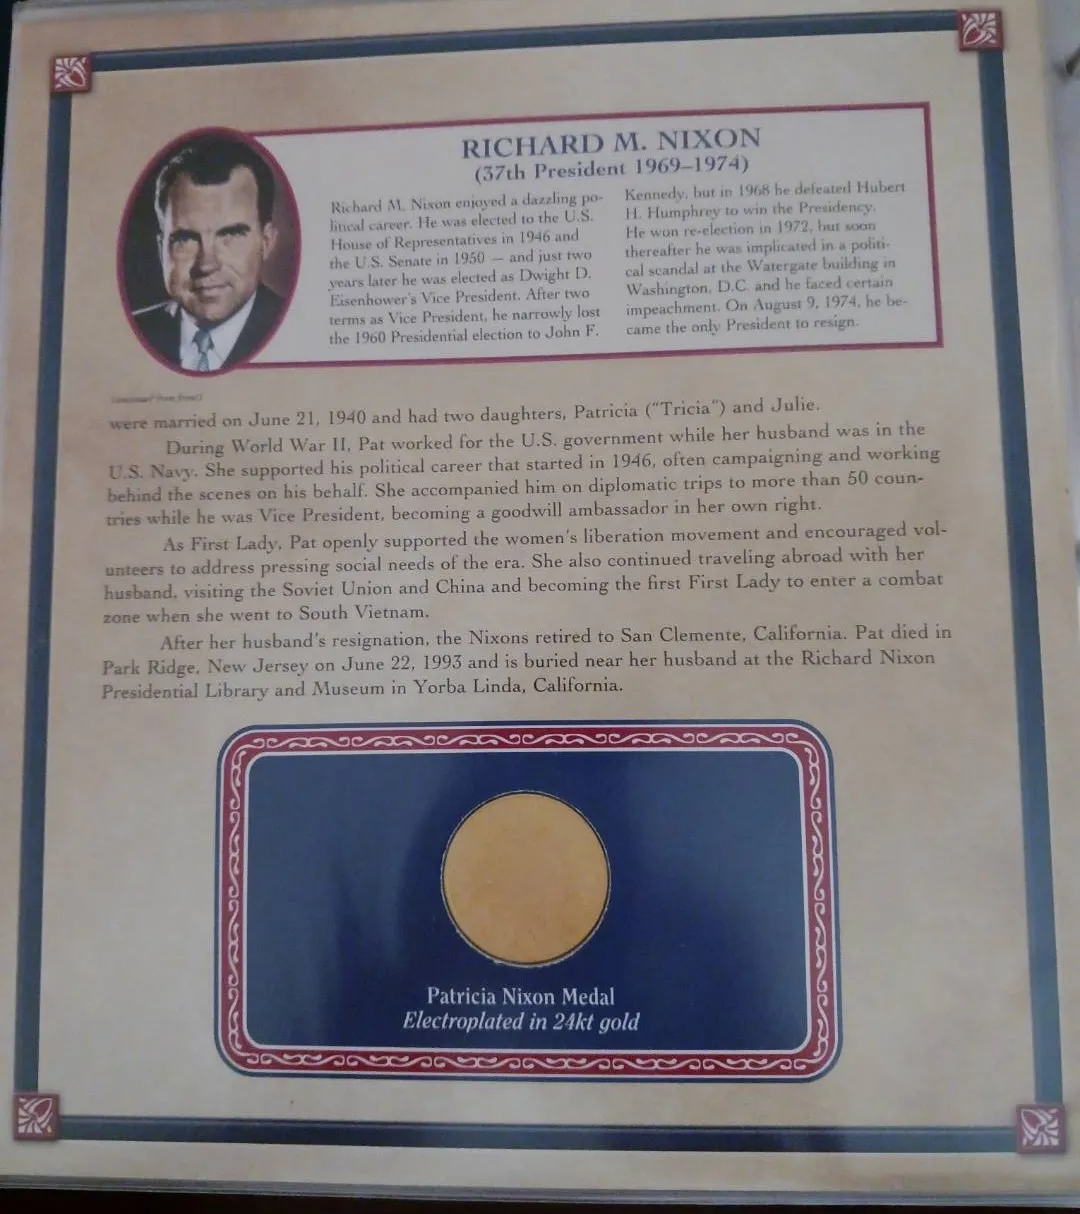 RICHARD M. NIXON
(37th President 1969–1974)
Richard M. Nixon enjoyed a dazzling po-
litical career. He was elected to the U.S.
House of Representatives in 1946 and
the U.S. Senate in 1950 — and just two
years later he was elected as Dwight D.
Eisenhower's Vice President. After two
terms as Vice President, he narrowly lost
the 1960 Presidential election to John F.
Kennedy, but in 1968 he defeated Hubert
H. Humphrey to win the Presidency.
He won re-election in 1972, but soon
thereafter he was implicated in a politi-
cal scandal at the Watergate building in
Washington, D.C. and he faced certain
impeachment. On August 9, 1974, he be-
came the only President to resign.
(continued from front)
were married on June 21, 1940 and had two daughters, Patricia ("Tricia") and Julie.
During World War II, Pat worked for the U.S. government while her husband was in the
U.S. Navy. She supported his political career that started in 1946, often campaigning and working
behind the scenes on his behalf. She accompanied him on diplomatic trips to more than 50 coun-
tries while he was Vice President, becoming a goodwill ambassador in her own right.
As First Lady, Pat openly supported the women's liberation movement and encouraged vol-
unteers to address pressing social needs of the era. She also continued traveling abroad with her
husband, visiting the Soviet Union and China and becoming the first First Lady to enter a combat
zone when she went to South Vietnam.
After her husband's resignation, the Nixons retired to San Clemente, California. Pat died in
Park Ridge, New Jersey on June 22, 1993 and is buried near her husband at the Richard Nixon
Presidential Library and Museum in Yorba Linda, California.
Patricia Nixon Medal
Electroplated in 24kt gold